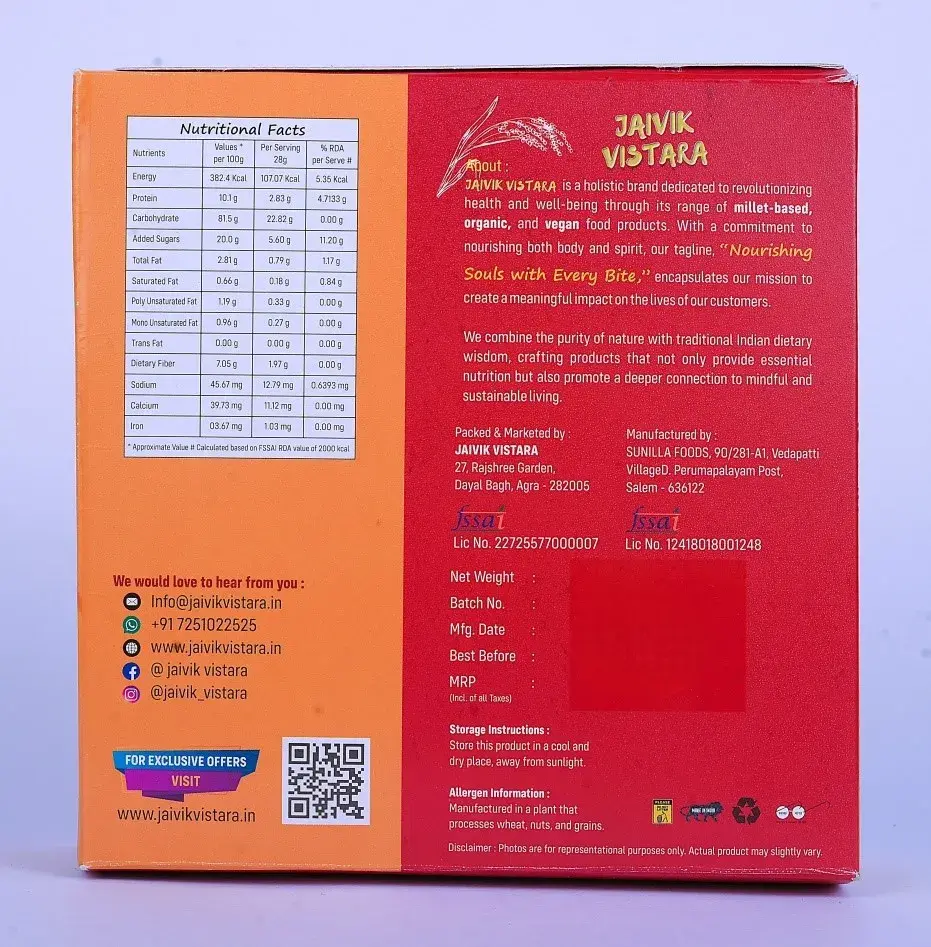 Nutritional Facts
Nutrients Values * per 100g Per Serving 28g % RDA per Serve #
Energy 382.4 Kcal 107.07 Kcal 5.35 Kcal
Protein 10.1 g 2.83 g 4.7133 g
Carbohydrate 81.5 g 22.82 g 0.00 g
Added Sugars 20.0 g 5.60 g 11.20 g
Total Fat 2.81 g 0.79 g 1.17 g
Saturated Fat 0.66 g 0.18 g 0.84 g
Poly Unsaturated Fat 1.19 g 0.33 g 0.00 g
Mono Unsaturated Fat 0.96 g 0.27 g 0.00 g
Trans Fat 0.00 g 0.00 g 0.00 g
Dietary Fiber 7.05 g 1.97 g 0.00 g
Sodium 45.67 mg 12.79 mg 0.6393 mg
Calcium 39.73 mg 11.12 mg 0.00 mg
Iron 03.67 mg 1.03 mg 0.00 mg
* Approximate Value # Calculated based on FSSAI RDA value of 2000 kcal
We would love to hear from you :
Info@jaivikvistara.in
+91 7251022525
www.jaivikvistara.in
@ jaivik vistara
@jaivik_vistara
FOR EXCLUSIVE OFFERS
VISIT
www.jaivikvistara.in
JAIVIK
VISTARA
About :
JAIVIK VISTARA is a holistic brand dedicated to revolutionizing
health and well-being through its range of millet-based,
organic, and vegan food products. With a commitment to
nourishing both body and spirit, our tagline, "Nourishing
Souls with Every Bite," encapsulates our mission to
create a meaningful impact on the lives of our customers.
We combine the purity of nature with traditional Indian dietary
wisdom, crafting products that not only provide essential
nutrition but also promote a deeper connection to mindful and
sustainable living.
Packed & Marketed by :
JAIVIK VISTARA
27, Rajshree Garden,
Dayal Bagh, Agra - 282005
fssai
Lic No. 22725577000007
Manufactured by :
SUNILLA FOODS, 90/281-A1, Vedapatti
VillageD. Perumapalayam Post,
Salem - 636122
fssai
Lic No. 12418018001248
Net Weight :
Batch No. :
Mfg. Date :
Best Before :
MRP :
(Incl. of all Taxes)
Storage Instructions :
Store this product in a cool and
dry place, away from sunlight.
Allergen Information :
Manufactured in a plant that
processes wheat, nuts, and grains.
PLEASE
MAKE IN INDIA
Disclaimer : Photos are for representational purposes only. Actual product may slightly vary.